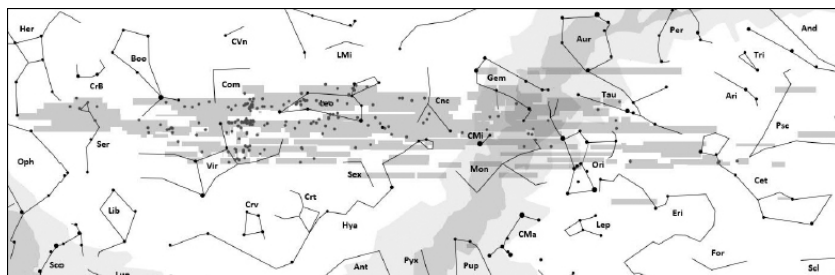 Her
Boo
CVn
LMi
Aur
Per
And
Tri
CrB
Com
Leo
Cnc
Gem
Tau
Ari
Psc
Ser
Oph
Vir
Sex
CMi
Mon
Ori
Cet
Lib
Crv
Crt
Hya
CMa
Lep
Eri
Sco
Lup
Ant
Pyx
Pup
For
Scl